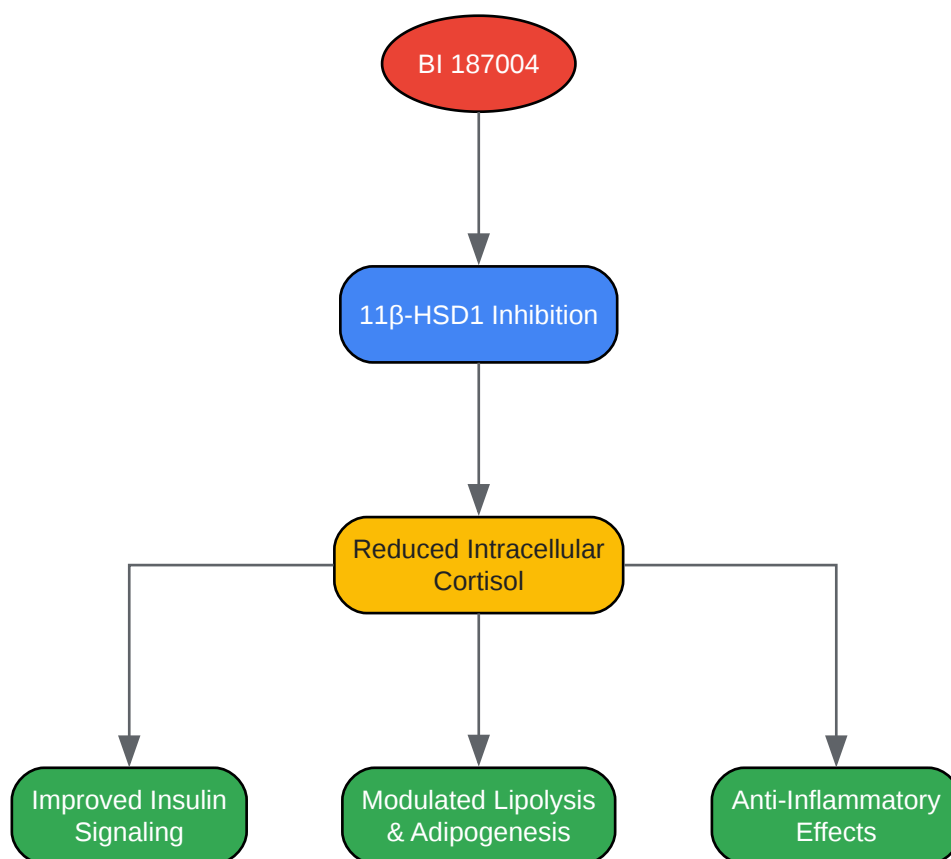 BI 187004
11β-HSD1 Inhibition
Reduced Intracellular
Cortisol
Improved Insulin
Signaling
Modulated Lipolysis
& Adipogenesis
Anti-Inflammatory
Effects